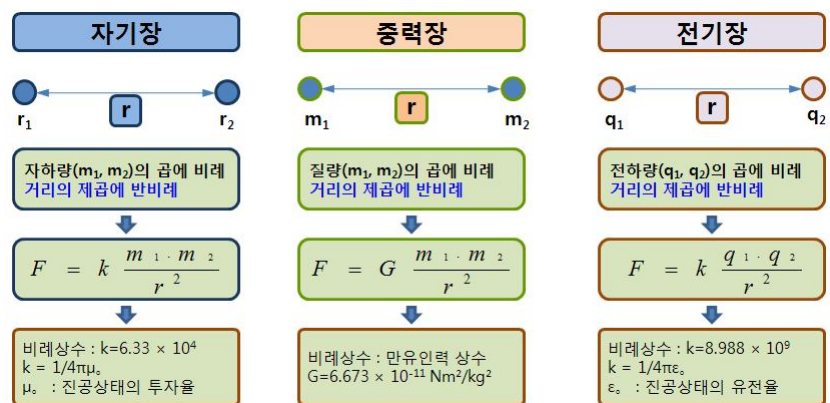 자기장
r
r₁ r₂
자하량(m₁, m₂)의 곱에 비례
거리의 제곱에 반비례
F = k m₁ · m₂ / r²
비례상수 : k=6.33 × 10⁴
k = 1/4πμ。
μ。 : 진공상태의 투자율
중력장
r
m₁ m₂
질량(m₁, m₂)의 곱에 비례
거리의 제곱에 반비례
F = G m₁ · m₂ / r²
비례상수 : 만유인력 상수
G=6.673 × 10⁻¹¹ Nm²/kg²
전기장
r
q₁ q₂
전하량(q₁, q₂)의 곱에 비례
거리의 제곱에 반비례
F = k q₁ · q₂ / r²
비례상수 : k=8.988 × 10⁹
k = 1/4πε。
ε。 : 진공상태의 유전율